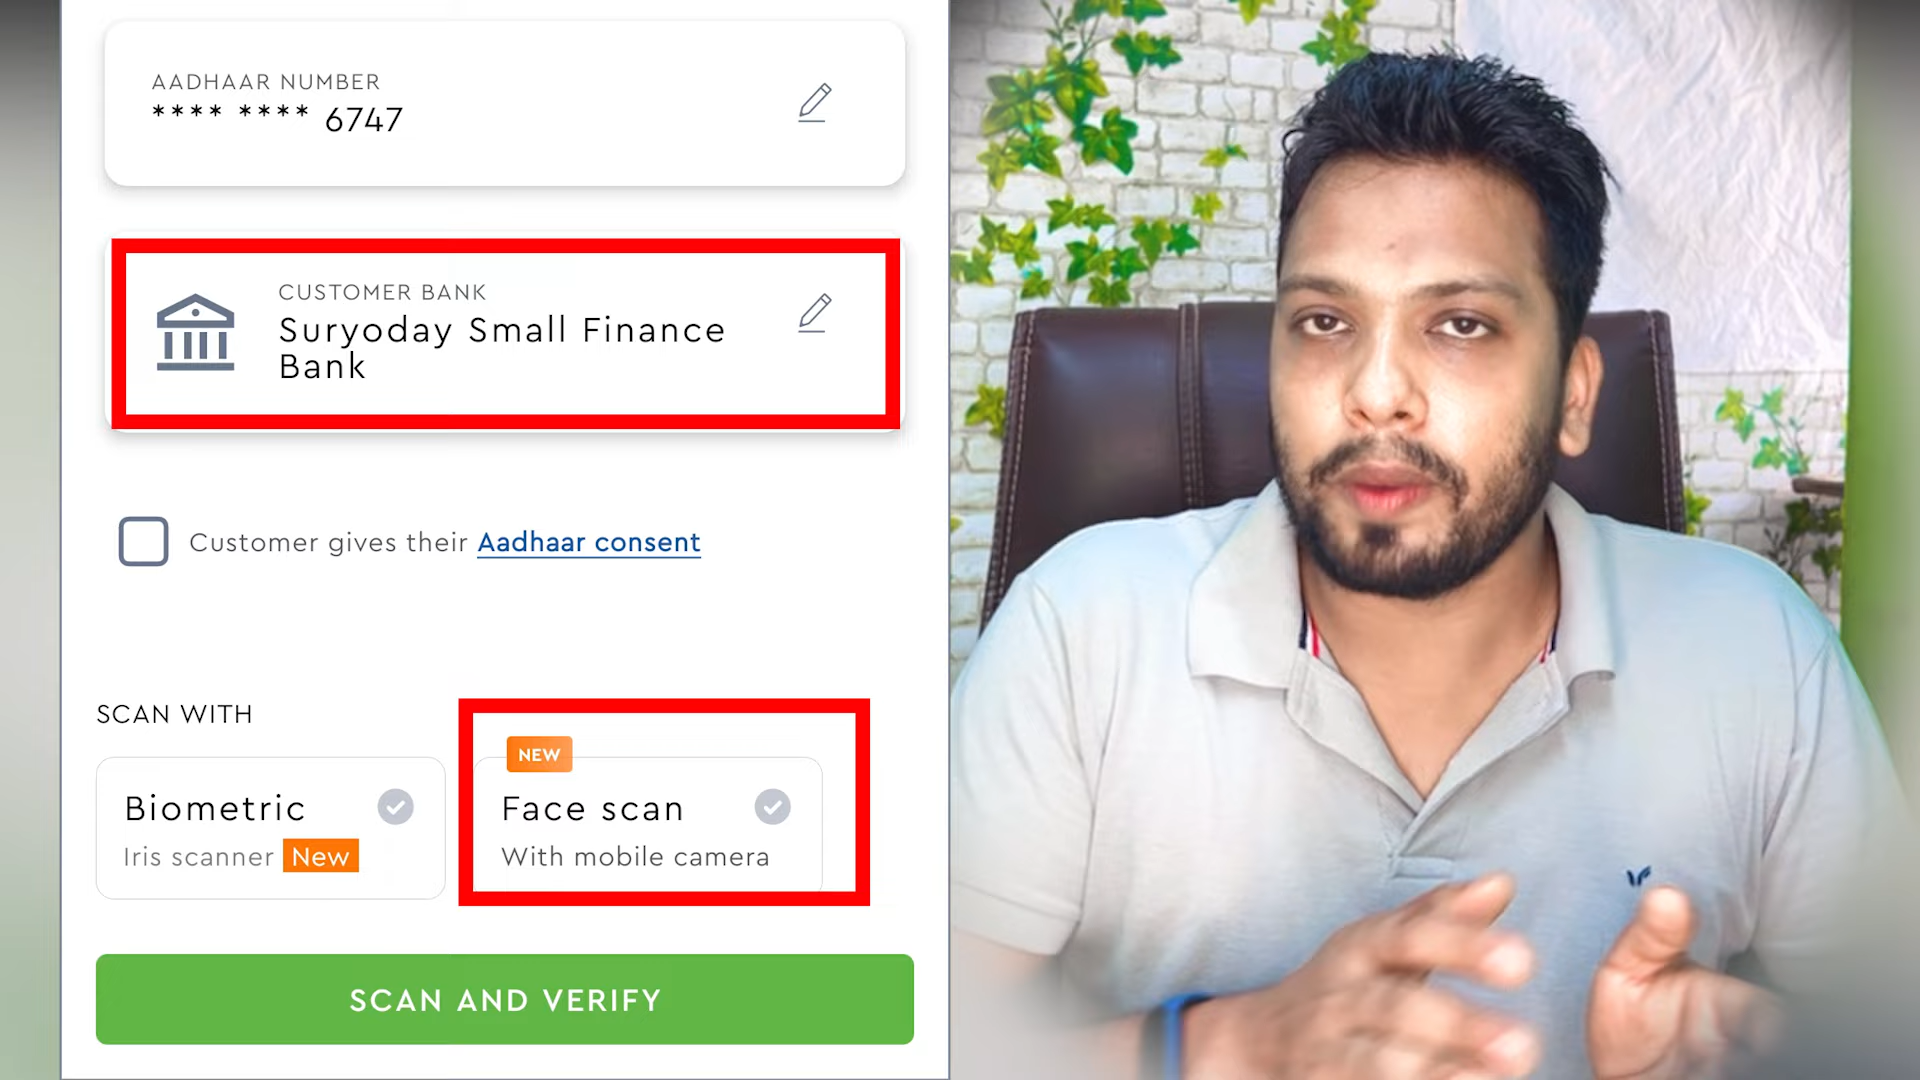 AADHAAR NUMBER
**** **** 6747
CUSTOMER BANK
Suryoday Small Finance
Bank
Customer gives their Aadhaar consent
SCAN WITH
NEW
Biometric
Face scan
Iris scanner New
With mobile camera
SCAN AND VERIFY